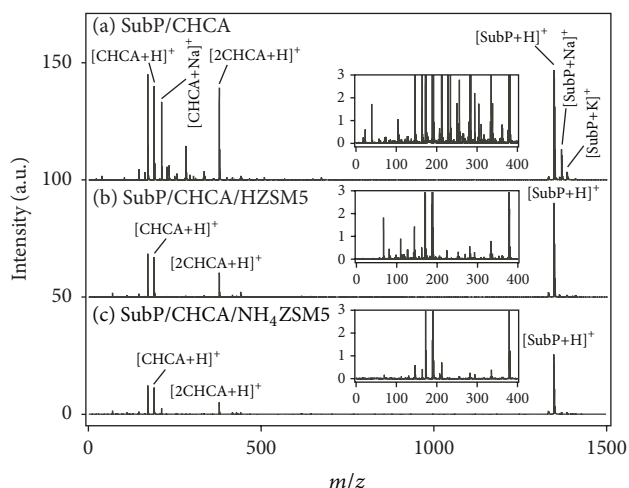 (a) SubP/CHCA
[CHCA+H]⁺
[CHCA+Na]⁺
[2CHCA+H]⁺
[SubP+H]⁺
[SubP+Na]⁺
[SubP+K]⁺
3
2
1
0
0 100 200 300 400
(b) SubP/CHCA/HZSM5
[CHCA+H]⁺
[2CHCA+H]⁺
[SubP+H]⁺
3
2
1
0
0 100 200 300 400
(c) SubP/CHCA/NH₄ZSM5
[CHCA+H]⁺
[2CHCA+H]⁺
[SubP+H]⁺
3
2
1
0
0 100 200 300 400
150
100
50
0
Intensity (a.u.)
0 500 1000 1500
m/z